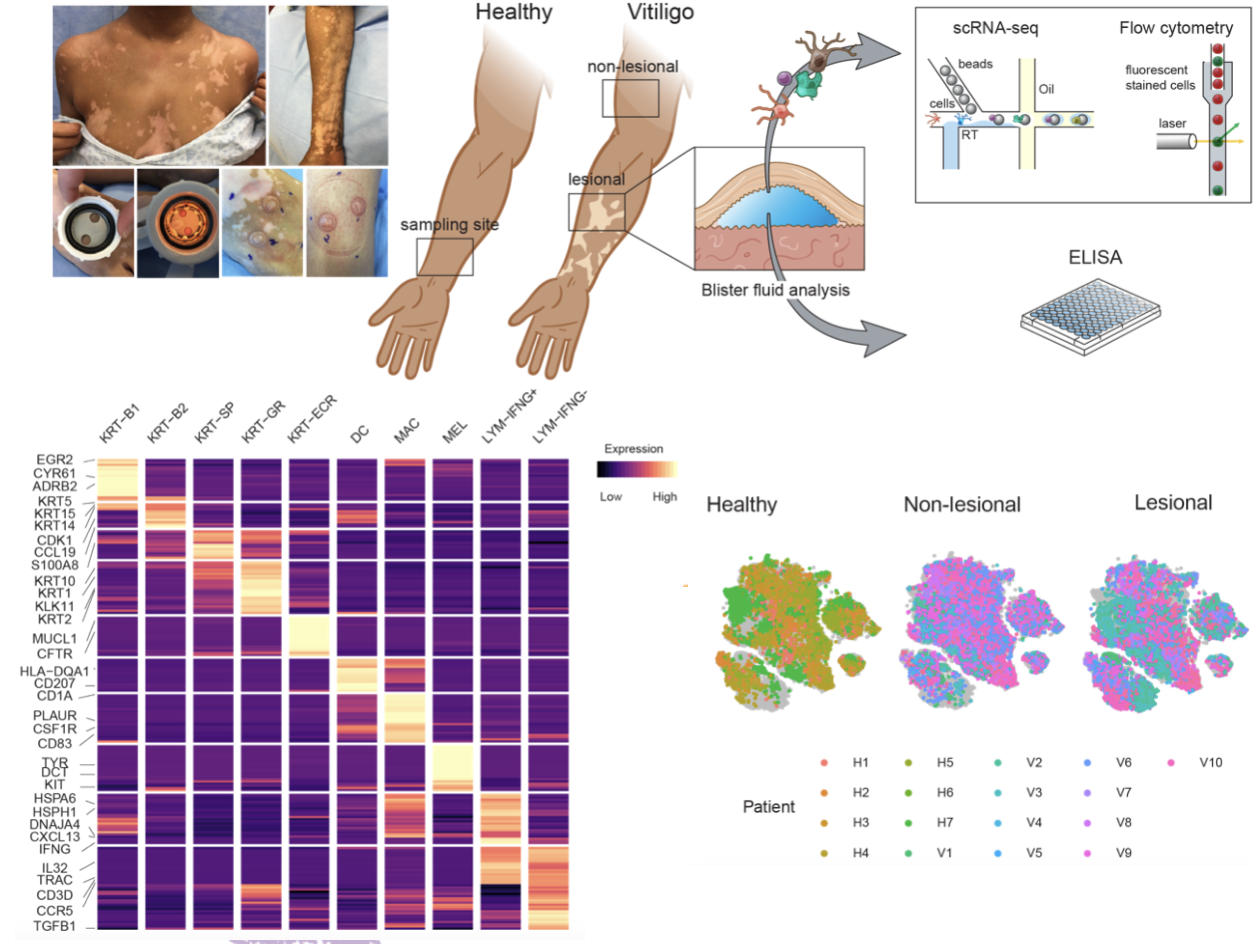 Healthy
Vitiligo
non-lesional
lesional
sampling site
Blister fluid analysis
scRNA-seq
Flow cytometry
beads
cells
Oil
RT
fluorescent
stained cells
laser
ELISA
KRT-B1
KRT-B2
KRT-SP
KRT-GR
KRT-ECR
DC
MAC
MEL
LYM-IFNG+
LYM-IFNG-
EGR2
CYR61
ADRB2
KRT5
KRT15
KRT14
CDK1
CCL19
S100A8
KRT10
KRT1
KLK11
KRT2
MUCL1
CFTR
HLA-DQA1
CD207
CD1A
PLAUR
CSF1R
CD83
TYR
DCT
KIT
HSPA6
HSPH1
DNAJA4
CXCL13
IFNG
IL32
TRAC
CD3D
CCR5
TGFB1
Expression
Low High
Healthy
Non-lesional
Lesional
Patient
H1 H5 V2 V6 V10
H2 H6 V3 V7
H3 H7 V4 V8
H4 V1 V5 V9